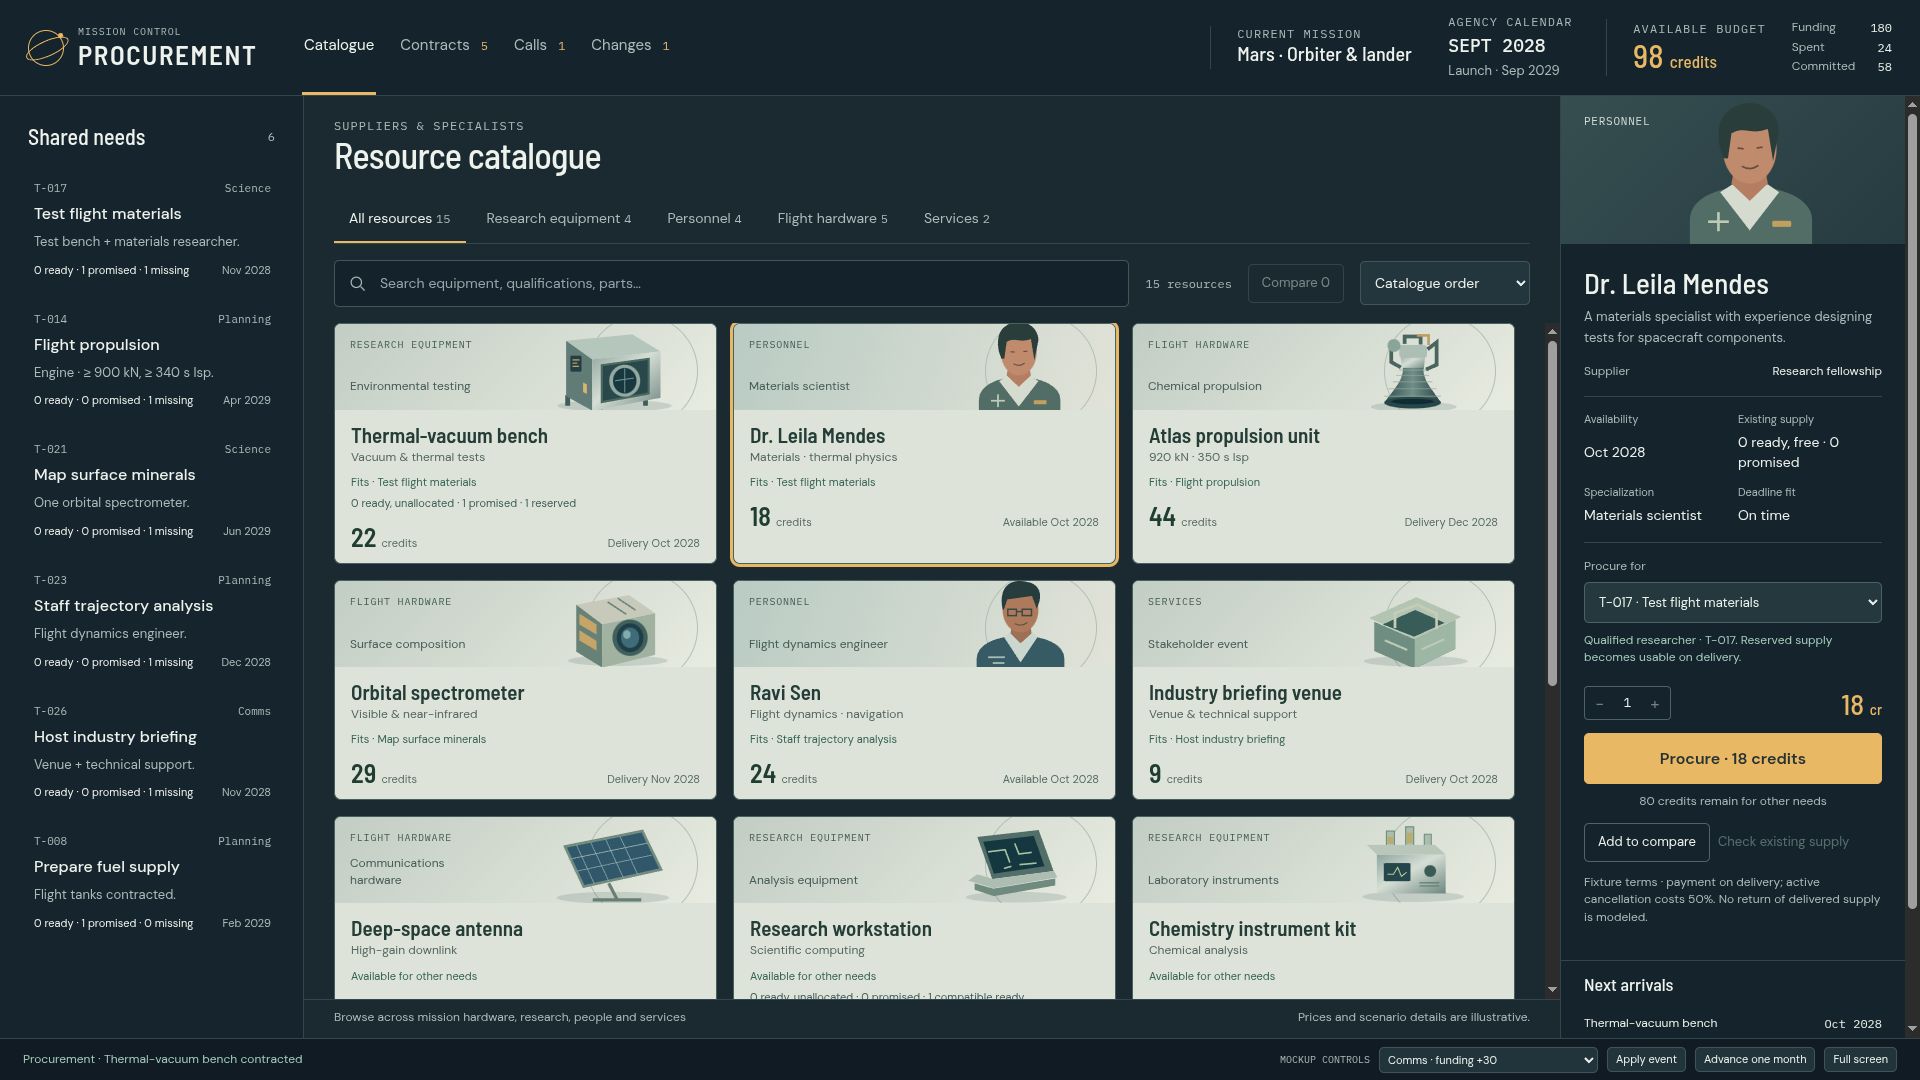 MISSION CONTROL
PROCUREMENT
Catalogue
Contracts 5
Calls 1
Changes 1
CURRENT MISSION
Mars · Orbiter & lander
AGENCY CALENDAR
SEPT 2028
Launch · Sep 2029
AVAILABLE BUDGET
98 credits
Funding 180
Spent 24
Committed 58
Shared needs 6
T-017 Science
Test flight materials
Test bench + materials researcher.
0 ready · 1 promised · 1 missing Nov 2028
T-014 Planning
Flight propulsion
Engine · ≥ 900 kN, ≥ 340 s Isp.
0 ready · 0 promised · 1 missing Apr 2029
T-021 Science
Map surface minerals
One orbital spectrometer.
0 ready · 0 promised · 1 missing Jun 2029
T-023 Planning
Staff trajectory analysis
Flight dynamics engineer.
0 ready · 0 promised · 1 missing Dec 2028
T-026 Comms
Host industry briefing
Venue + technical support.
0 ready · 0 promised · 1 missing Nov 2028
T-008 Planning
Prepare fuel supply
Flight tanks contracted.
0 ready · 1 promised · 0 missing Feb 2029
SUPPLIERS & SPECIALISTS
Resource catalogue
All resources 15
Research equipment 4
Personnel 4
Flight hardware 5
Services 2
Search equipment, qualifications, parts...
15 resources
Compare 0
Catalogue order
RESEARCH EQUIPMENT
Environmental testing
Thermal-vacuum bench
Vacuum & thermal tests
Fits · Test flight materials
0 ready, unallocated · 1 promised · 1 reserved
22 credits Delivery Oct 2028
PERSONNEL
Materials scientist
Dr. Leila Mendes
Materials · thermal physics
Fits · Test flight materials
18 credits Available Oct 2028
FLIGHT HARDWARE
Chemical propulsion
Atlas propulsion unit
920 kN · 350 s Isp
Fits · Flight propulsion
44 credits Delivery Dec 2028
FLIGHT HARDWARE
Surface composition
Orbital spectrometer
Visible & near-infrared
Fits · Map surface minerals
29 credits Delivery Nov 2028
PERSONNEL
Flight dynamics engineer
Ravi Sen
Flight dynamics · navigation
Fits · Staff trajectory analysis
24 credits Available Oct 2028
SERVICES
Stakeholder event
Industry briefing venue
Venue & technical support
Fits · Host industry briefing
9 credits Delivery Oct 2028
FLIGHT HARDWARE
Communications
hardware
Deep-space antenna
High-gain downlink
Available for other needs
RESEARCH EQUIPMENT
Analysis equipment
Research workstation
Scientific computing
Available for other needs
0 ready, unallocated · 0 promised · 1 compatible ready
RESEARCH EQUIPMENT
Laboratory instruments
Chemistry instrument kit
Chemical analysis
Available for other needs
Browse across mission hardware, research, people and services
Prices and scenario details are illustrative.
PERSONNEL
Dr. Leila Mendes
A materials specialist with experience designing
tests for spacecraft components.
Supplier Research fellowship
Availability
Oct 2028
Existing supply
0 ready, free · 0
promised
Specialization
Materials scientist
Deadline fit
On time
Procure for
T-017 · Test flight materials
Qualified researcher · T-017. Reserved supply
becomes usable on delivery.
− 1 +
18 cr
Procure · 18 credits
80 credits remain for other needs
Add to compare
Check existing supply
Fixture terms · payment on delivery; active
cancellation costs 50%. No return of delivered supply
is modeled.
Next arrivals
Thermal-vacuum bench Oct 2028
Procurement · Thermal-vacuum bench contracted
MOCKUP CONTROLS
Comms · funding +30
Apply event
Advance one month
Full screen